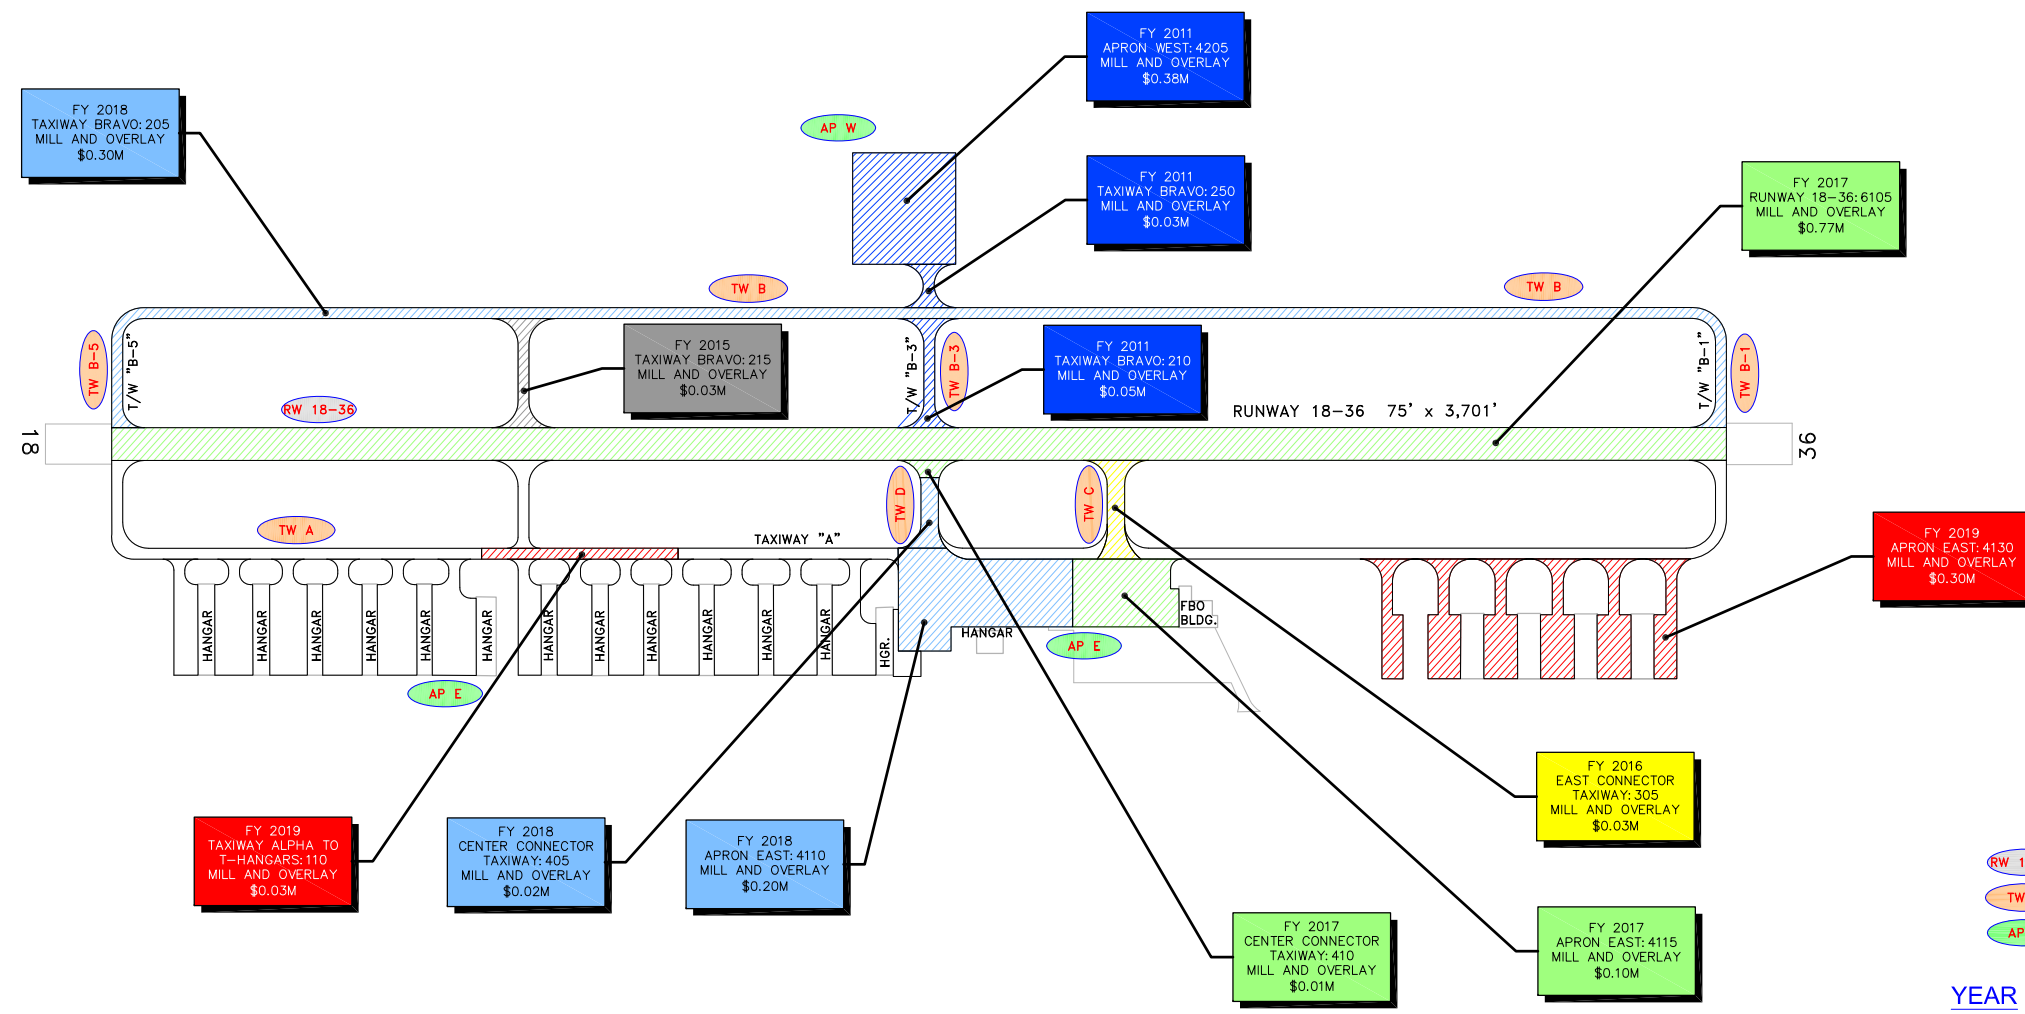 FY 2011
APRON WEST:4205
MILL AND OVERLAY
$0.38M
FY 2018
TAXIWAY BRAVO:205
MILL AND OVERLAY
$0.30M
AP W
FY 2011
TAXIWAY BRAVO:250
MILL AND OVERLAY
$0.03M
FY 2017
RUNWAY 18-36:6105
MILL AND OVERLAY
$0.77M
TW B
TW B
TW B-5
T/W "B-5"
FY 2015
TAXIWAY BRAVO:215
MILL AND OVERLAY
$0.03M
T/W "B-3"
TW B-3
FY 2011
TAXIWAY BRAVO:210
MILL AND OVERLAY
$0.05M
T/W "B-1"
TW B-1
RW 18-36
RUNWAY 18-36 75' x 3,701'
18
36
TW A
TAXIWAY "A"
TW D
TW C
FY 2019
APRON EAST:4130
MILL AND OVERLAY
$0.30M
HANGAR
HANGAR
HANGAR
HANGAR
HANGAR
HANGAR
HANGAR
HANGAR
HANGAR
HANGAR
HANGAR
HANGAR
HGR.
HANGAR
FBO
BLDG.
AP E
AP E
FY 2016
EAST CONNECTOR
TAXIWAY:305
MILL AND OVERLAY
$0.03M
FY 2019
TAXIWAY ALPHA TO
T-HANGARS:110
MILL AND OVERLAY
$0.03M
FY 2018
CENTER CONNECTOR
TAXIWAY:405
MILL AND OVERLAY
$0.02M
FY 2018
APRON EAST:4110
MILL AND OVERLAY
$0.20M
FY 2017
CENTER CONNECTOR
TAXIWAY:410
MILL AND OVERLAY
$0.01M
FY 2017
APRON EAST:4115
MILL AND OVERLAY
$0.10M
RW 1
TW
AP
YEAR